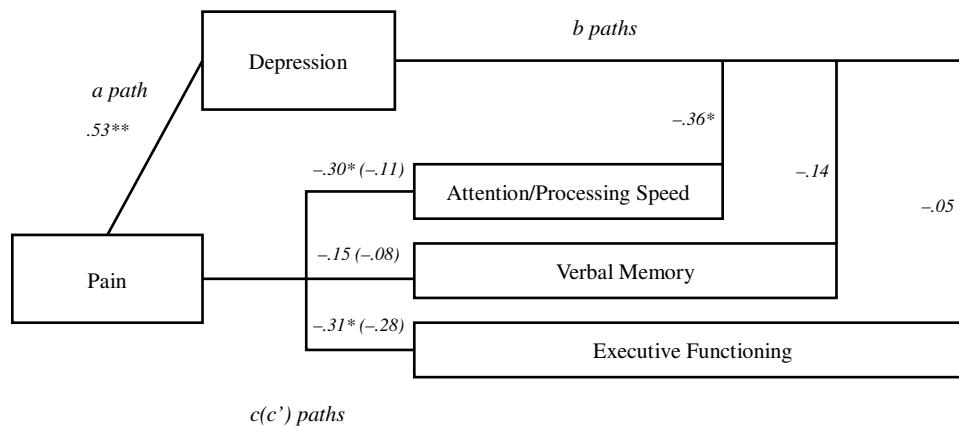 b paths
Depression
a path
.53**
–.36*
–.30* (–.11)
–.14
Attention/Processing Speed
–.05
–.15 (–.08)
Pain
Verbal Memory
–.31* (–.28)
Executive Functioning
c(c’) paths